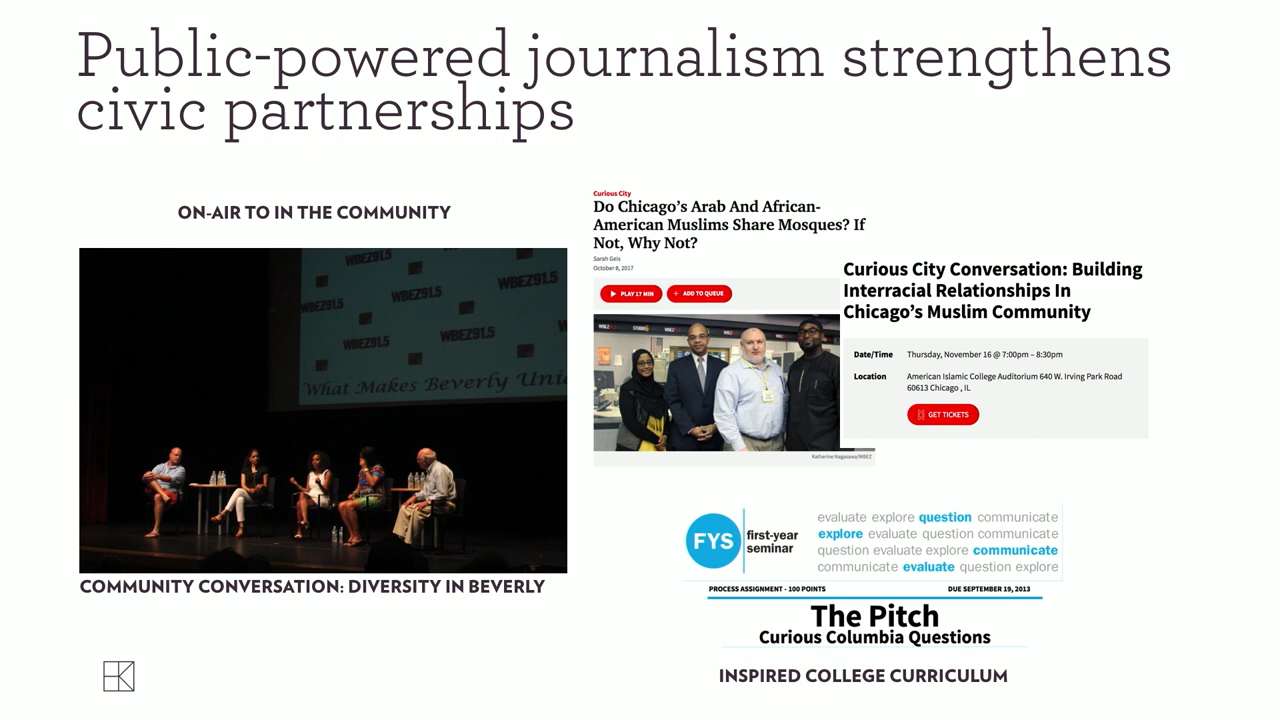 Public-powered journalism strengthens
civic partnerships
ON-AIR TO IN THE COMMUNITY
WBEZ91.5
WBEZ91.5
WBEZ91.5
WBEZ91.5
WBEZ91.5
What Makes Beverly Uni
COMMUNITY CONVERSATION: DIVERSITY IN BEVERLY
Curious City
Do Chicago's Arab And African-
American Muslims Share Mosques? If
Not, Why Not?
Sarah Geis
October 8, 2017
PLAY 17 MIN
+ ADD TO QUEUE
Katherine Nagasawa/WBEZ
Curious City Conversation: Building
Interracial Relationships In
Chicago's Muslim Community
Date/Time Thursday, November 16 @ 7:00pm – 8:30pm
Location American Islamic College Auditorium 640 W. Irving Park Road
60613 Chicago , IL
GET TICKETS
FYS
first-year
seminar
evaluate explore question communicate
explore evaluate question communicate
question evaluate explore communicate
communicate evaluate question explore
PROCESS ASSIGNMENT - 100 POINTS DUE SEPTEMBER 19, 2013
The Pitch
Curious Columbia Questions
INSPIRED COLLEGE CURRICULUM